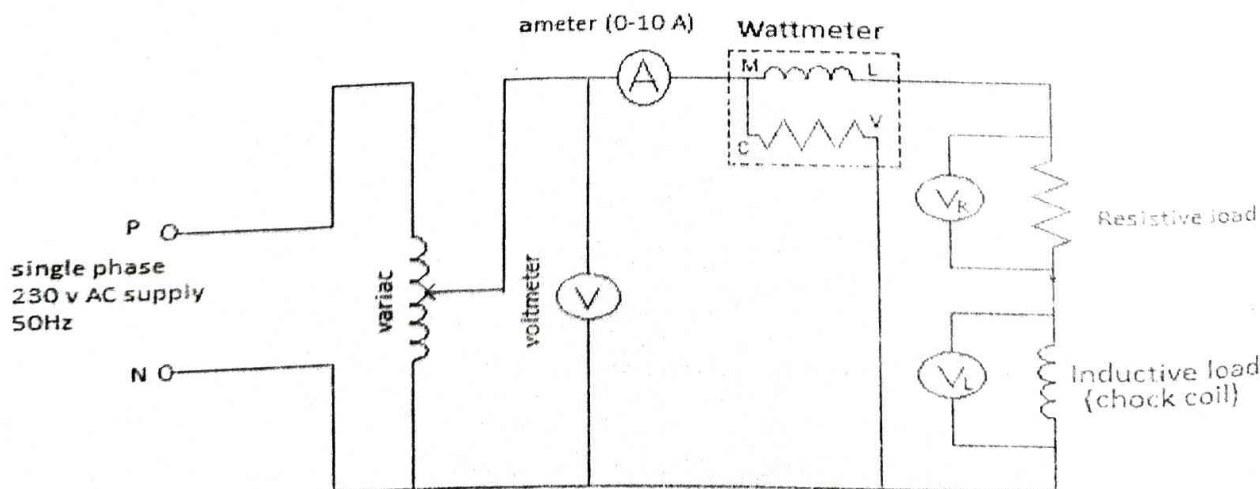 ameter (0-10 A)
Wattmeter
M
L
A
C
V
P
single phase
230 v AC supply
50Hz
N
variac
voltmeter
V
VR
Resistive load
VL
Inductive load
(chock coil)